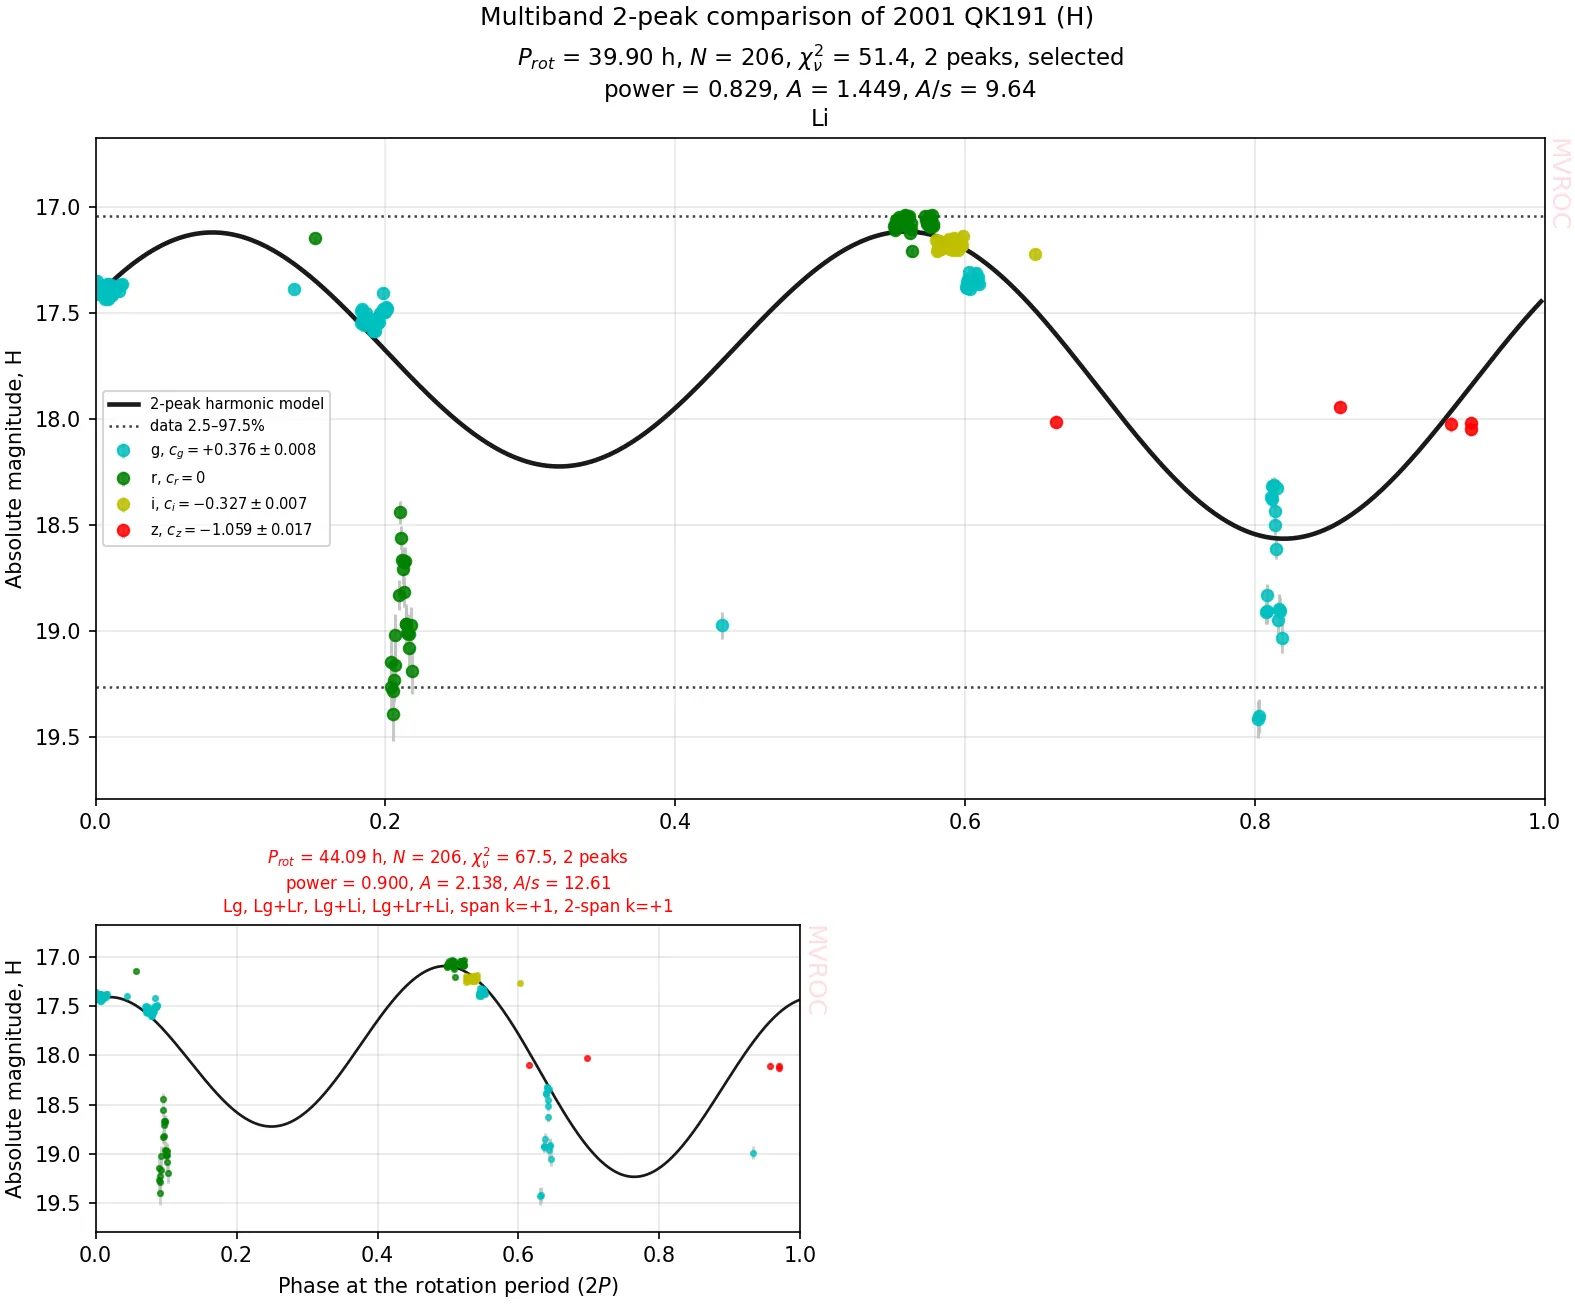 Multiband 2-peak comparison of 2001 QK191 (H)
P_rot = 39.90 h, N = 206, χ²_ν = 51.4, 2 peaks, selected
power = 0.829, A = 1.449, A/s = 9.64
Li
MVROC
17.0
17.5
18.0
18.5
19.0
19.5
Absolute magnitude, H
2-peak harmonic model
data 2.5–97.5%
g, c_g = +0.376 ± 0.008
r, c_r = 0
i, c_i = −0.327 ± 0.007
z, c_z = −1.059 ± 0.017
0.0 0.2 0.4 0.6 0.8 1.0
P_rot = 44.09 h, N = 206, χ²_ν = 67.5, 2 peaks
power = 0.900, A = 2.138, A/s = 12.61
Lg, Lg+Lr, Lg+Li, Lg+Lr+Li, span k=+1, 2-span k=+1
MVROC
17.0
17.5
18.0
18.5
19.0
19.5
Absolute magnitude, H
0.0 0.2 0.4 0.6 0.8 1.0
Phase at the rotation period (2P)